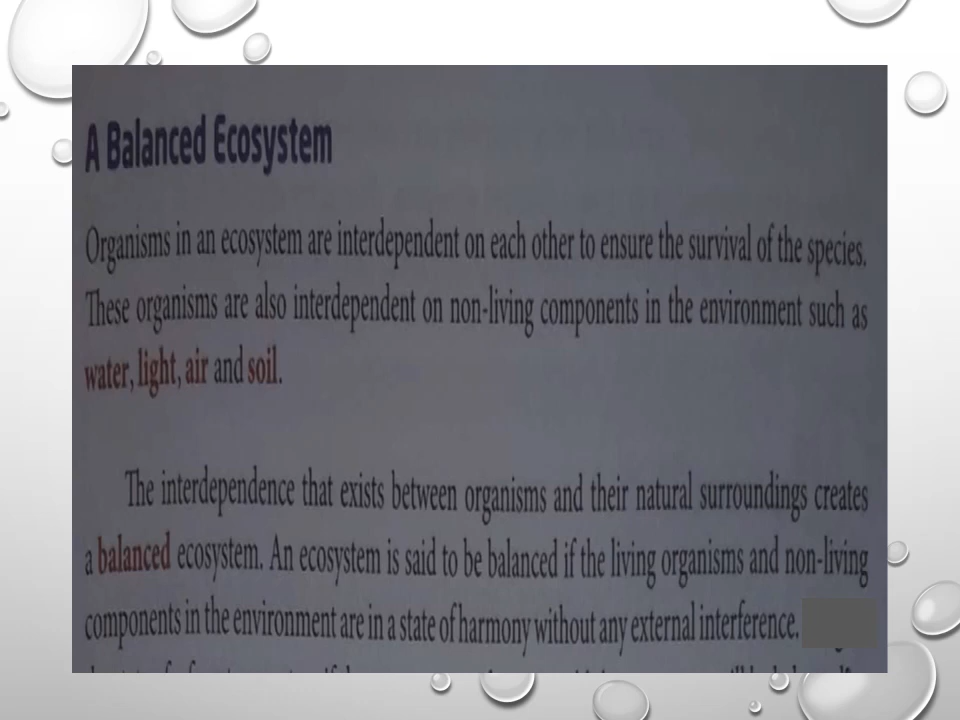 A Balanced Ecosystem
Organisms in an ecosystem are interdependent on each other to ensure the survival of the species.
These organisms are also interdependent on non-living components in the environment such as
water, light, air and soil.
The interdependence that exists between organisms and their natural surroundings creates
a balanced ecosystem. An ecosystem is said to be balanced if the living organisms and non-living
components in the environment are in a state of harmony without any external interference.